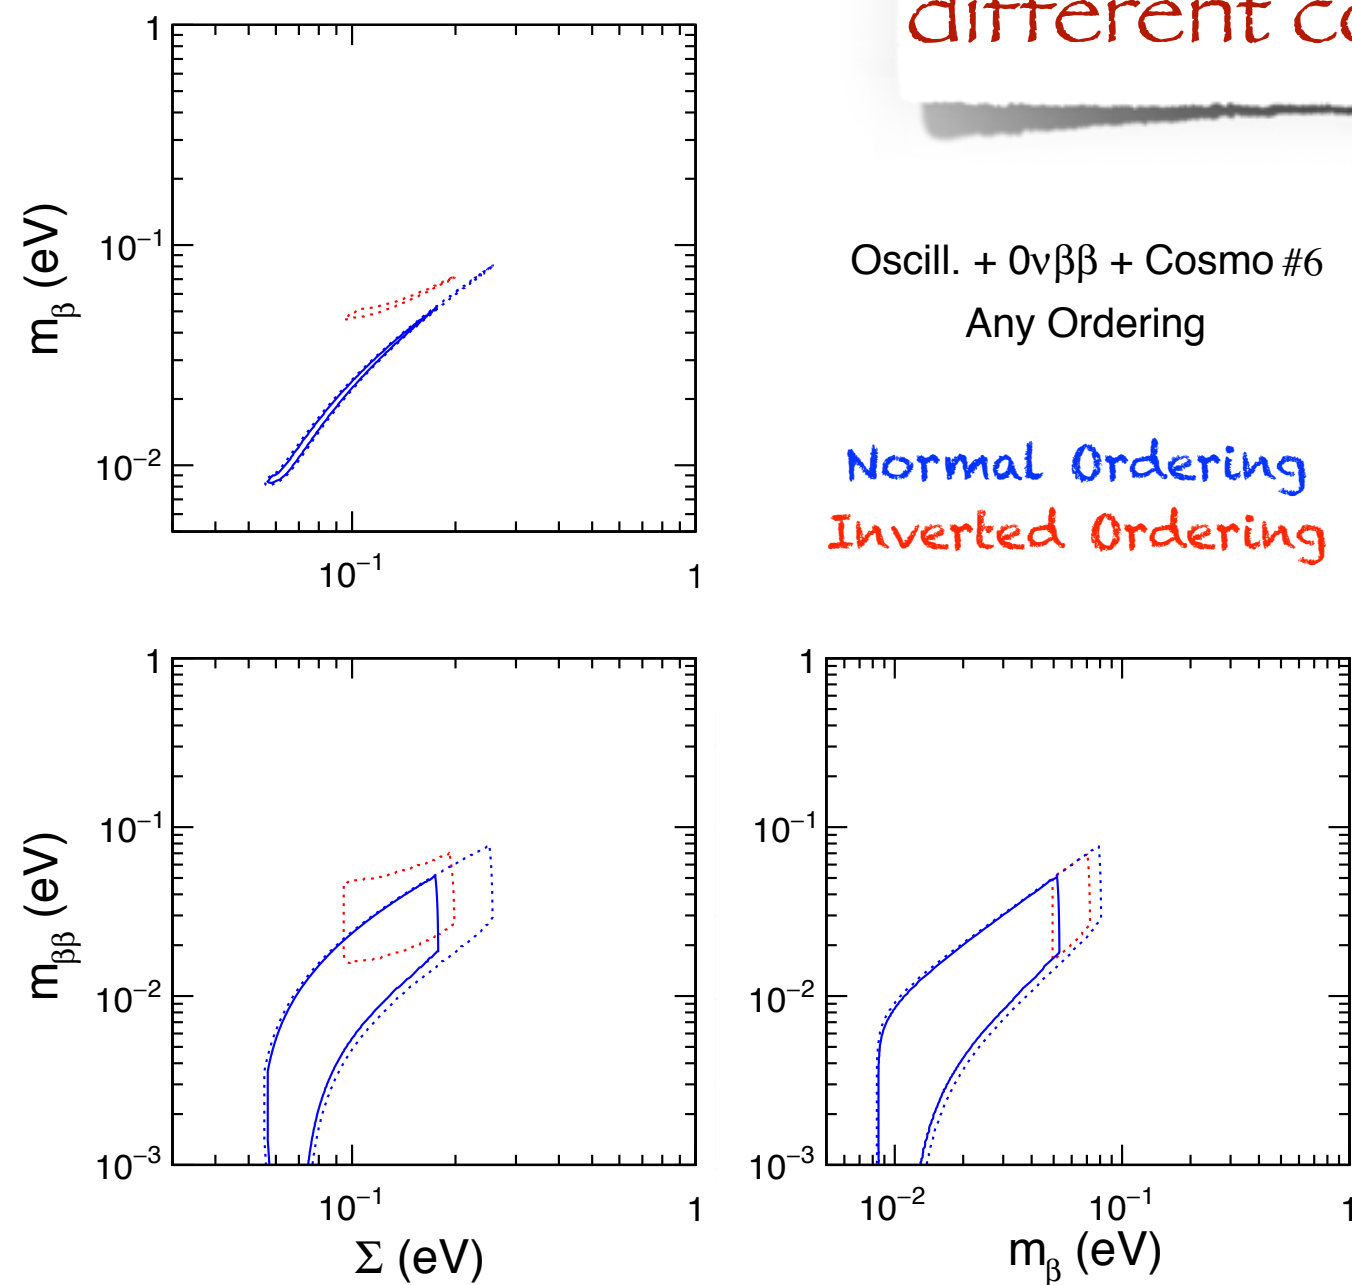 different co
1
10⁻¹
10⁻²
m_β (eV)
10⁻¹
1
Oscill. + 0νββ + Cosmo #6
Any Ordering
Normal Ordering
Inverted Ordering
1
10⁻¹
10⁻²
10⁻³
m_ββ (eV)
10⁻¹
1
Σ (eV)
1
10⁻¹
10⁻²
10⁻³
10⁻²
10⁻¹
1
m_β (eV)